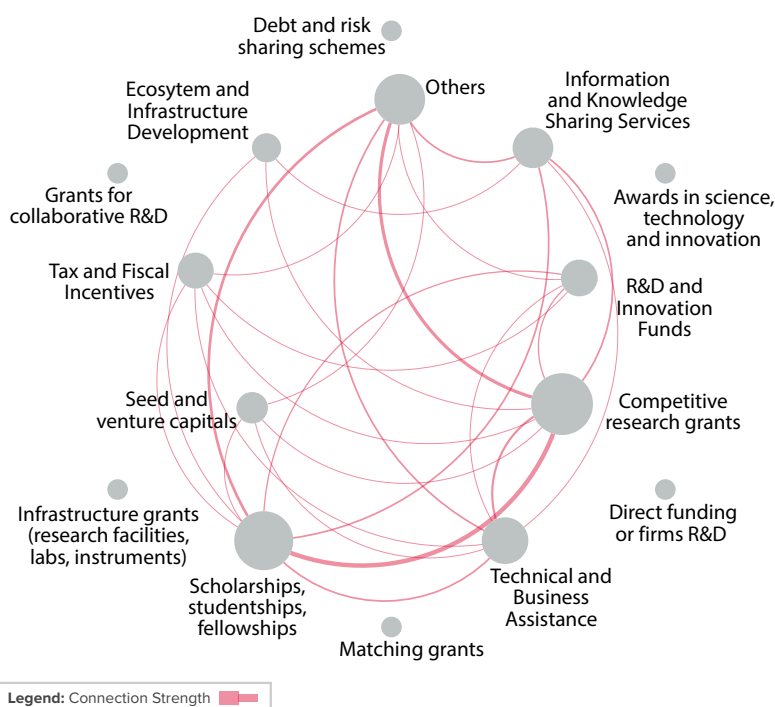 Debt and risk
sharing schemes
Others
Information
and Knowledge
Sharing Services
Ecosytem and
Infrastructure
Development
Grants for
collaborative R&D
Awards in science,
technology
and innovation
Tax and Fiscal
Incentives
R&D and
Innovation
Funds
Seed and
venture capitals
Competitive
research grants
Infrastructure grants
(research facilities,
labs, instruments)
Direct funding
or firms R&D
Scholarships,
studentships,
fellowships
Technical and
Business
Assistance
Matching grants
Legend: Connection Strength